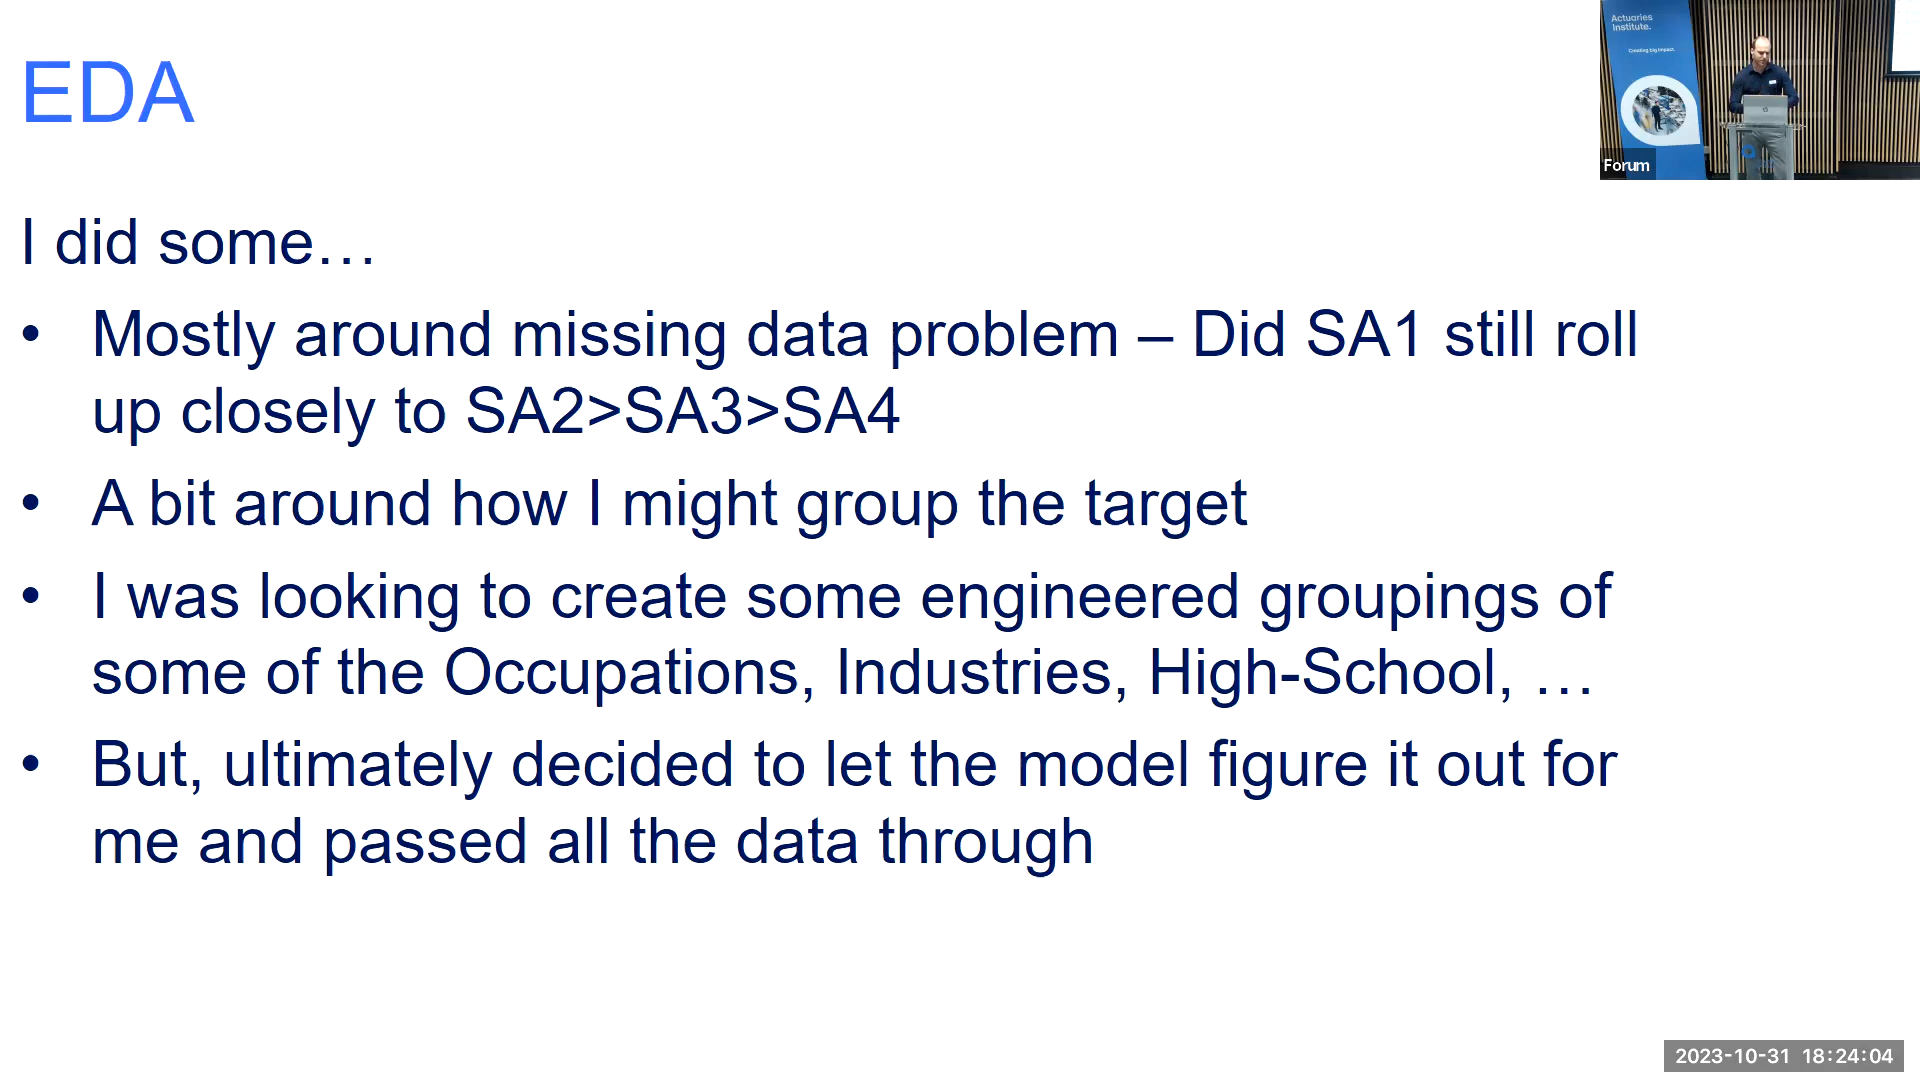 EDA
Actuaries
Institute.
Creating big impact.
Forum
I did some…
• Mostly around missing data problem – Did SA1 still roll
up closely to SA2>SA3>SA4
• A bit around how I might group the target
• I was looking to create some engineered groupings of
some of the Occupations, Industries, High-School, …
• But, ultimately decided to let the model figure it out for
me and passed all the data through
2023-10-31 18:24:04